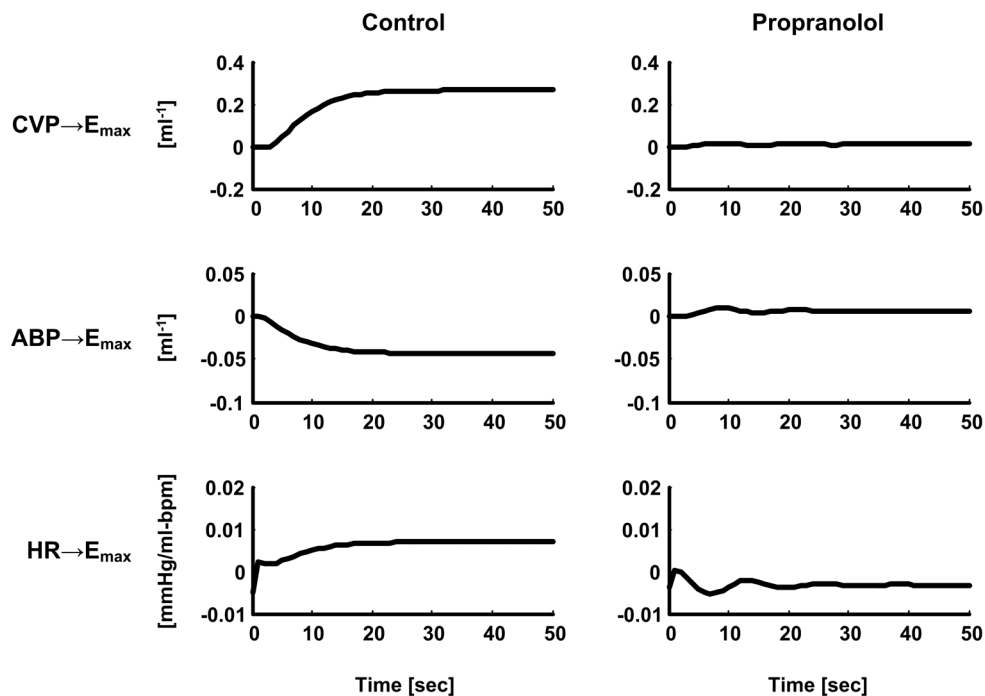 Control Propranolol
CVP→Emax [ml-1] 0.4 0.2 0 -0.2 0.4 0.2 0 -0.2
0 10 20 30 40 50 0 10 20 30 40 50
ABP→Emax [ml-1] 0.05 0 -0.05 -0.1 0.05 0 -0.05 -0.1
0 10 20 30 40 50 0 10 20 30 40 50
HR→Emax [mmHg/ml-bpm] 0.02 0.01 0 -0.01 0.02 0.01 0 -0.01
0 10 20 30 40 50 0 10 20 30 40 50
Time [sec] Time [sec]